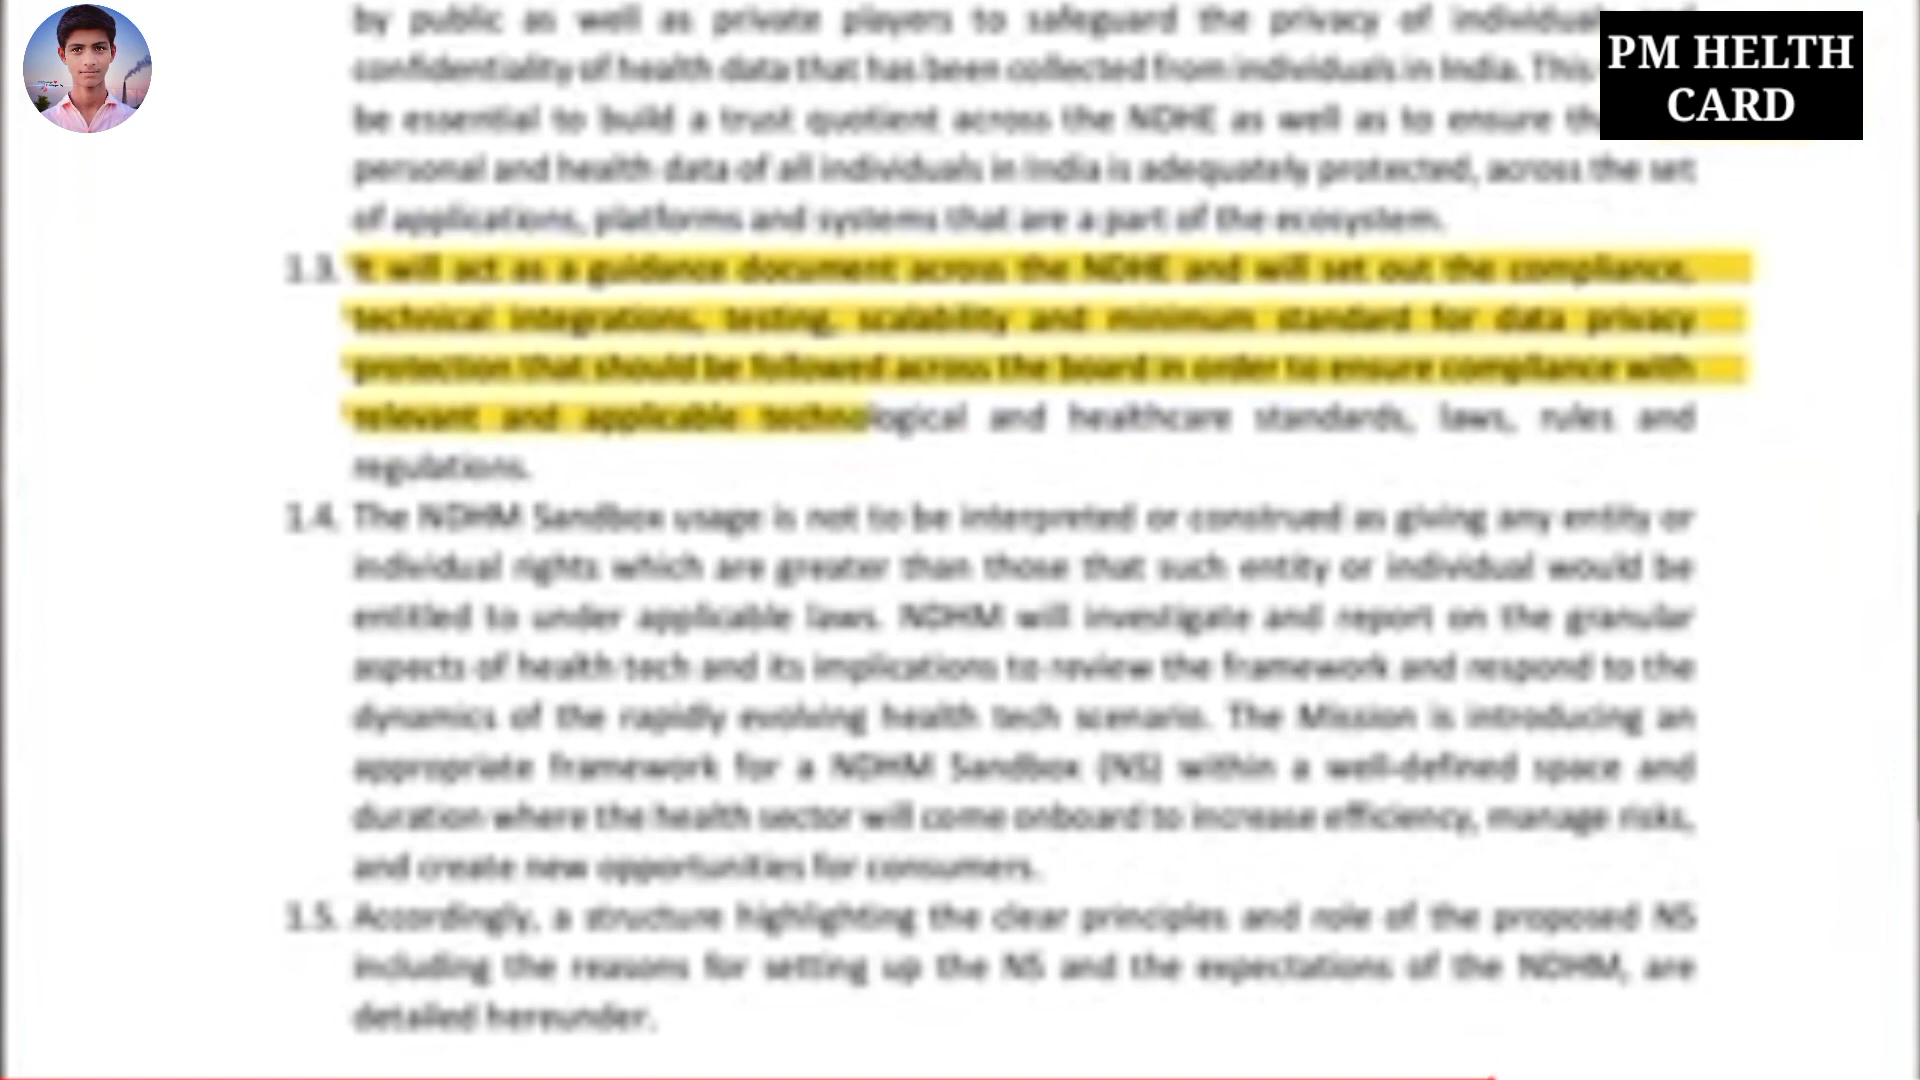 by public as well as private players to safeguard the privacy of individuals and
confidentiality of health data that has been collected from individuals in India. This
be essential to build a trust quotient across the NDHE as well as to ensure
personal and health data of all individuals in India is adequately protected, across the set
of applications, platforms and systems that are a part of the ecosystem.
1.3. It will act as a guidance document across the NDHE and will set out the compliance,
technical integrations, testing, scalability and minimum standard for data privacy
protection that should be followed across the board in order to ensure compliance with
relevant and applicable technological and healthcare standards, laws, rules and
regulations.
1.4. The NDHM Sandbox usage is not to be interpreted or construed as giving any entity or
individual rights which are greater than those that such entity or individual would be
entitled to under applicable laws. NDHM will investigate and report on the granular
aspects of health tech and its implications to review the framework and respond to the
dynamics of the rapidly evolving health tech scenario. The Mission is introducing an
appropriate framework for a NDHM Sandbox (NS) within a well-defined space and
duration where the health sector will come onboard to increase efficiency, manage risks,
and create new opportunities for consumers.
1.5. Accordingly, a structure highlighting the clear principles and role of the proposed NS
including the reasons for setting up the NS and the expectations of the NDHM, are
detailed hereunder.
PM HELTH
CARD